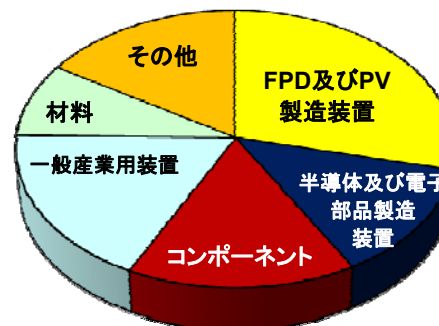 その他
FPD及びPV
製造装置
材料
一般産業用装置
半導体及び電子
部品製造
装置
コンポーネント